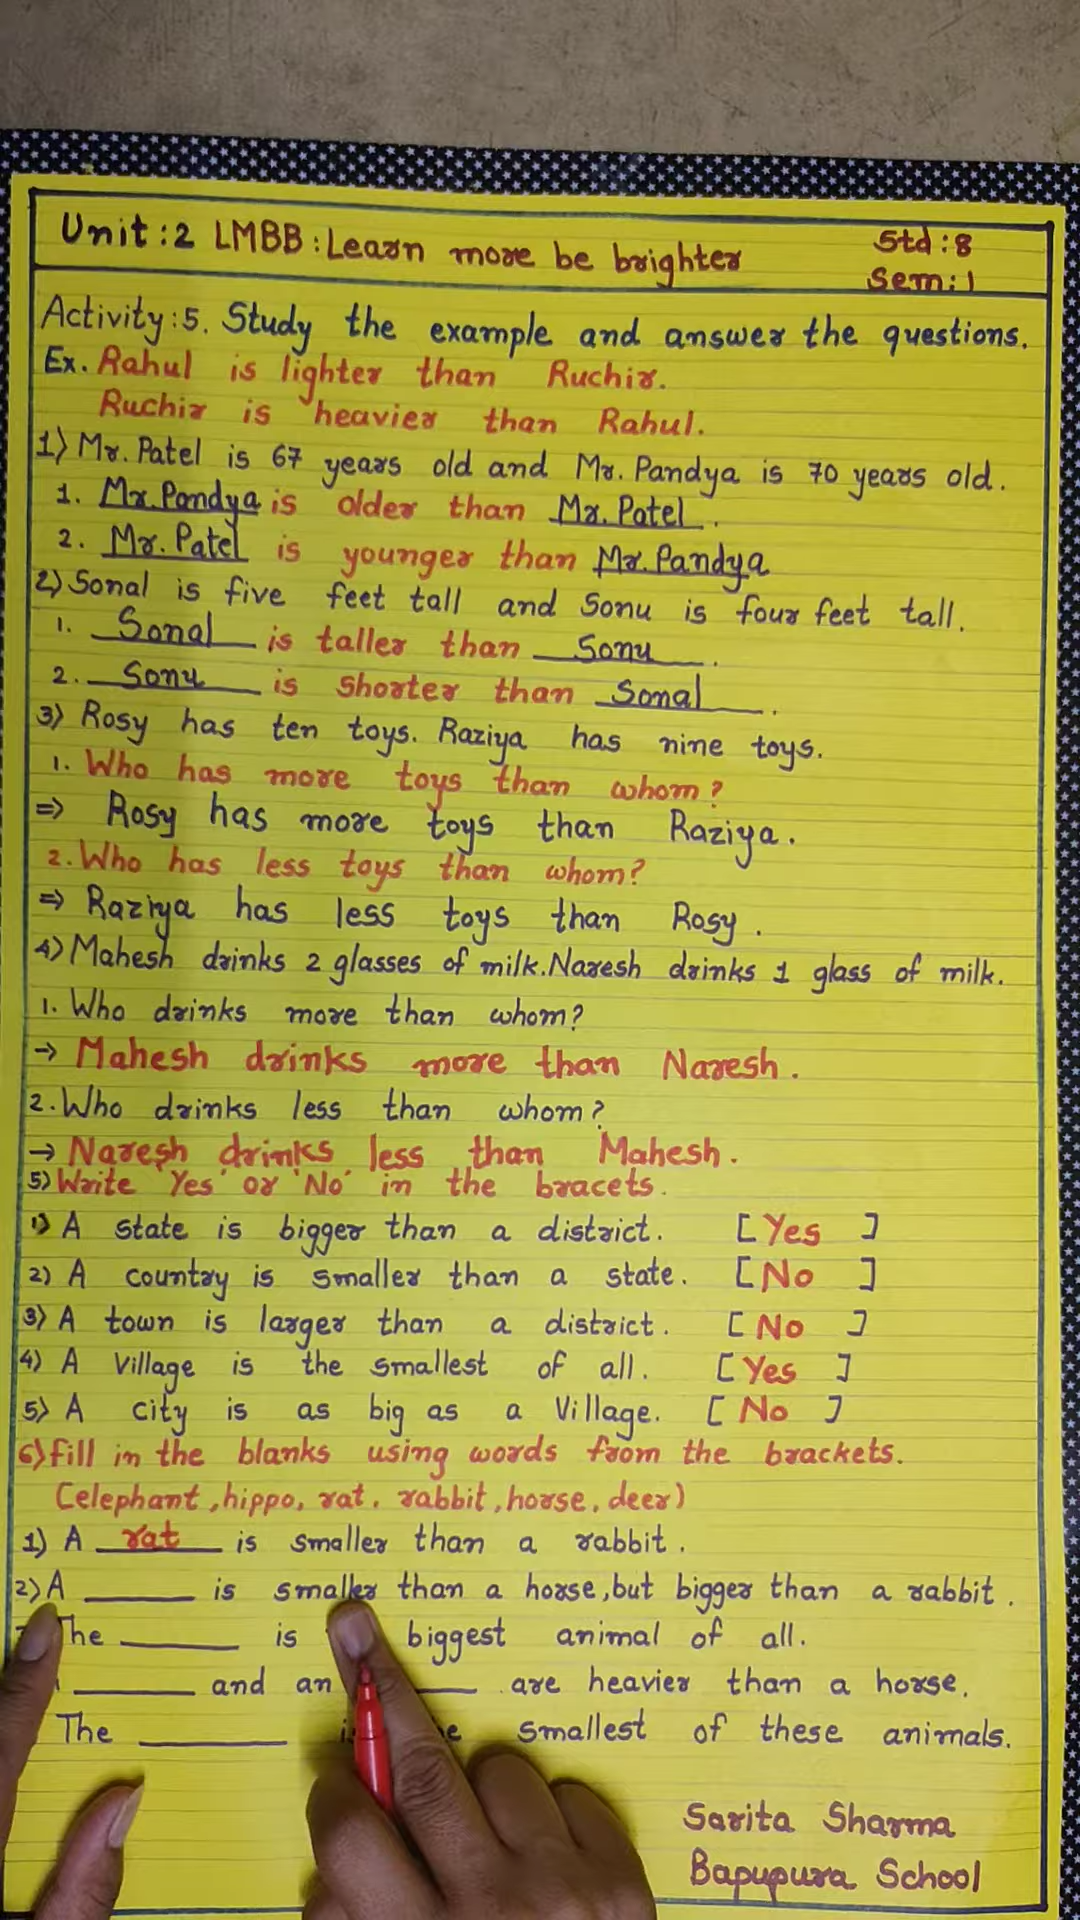 Unit:2 LMBB:Learn more be brighter Std:8
Sem:1
Activity:5. Study the example and answer the questions.
Ex. Rahul is lighter than Ruchir.
Ruchir is heavier than Rahul.
1) Mr. Patel is 67 years old and Mr. Pandya is 70 years old.
1. Mr. Pandya is older than Mr. Patel.
2. Mr. Patel is younger than Mr. Pandya
2) Sonal is five feet tall and Sonu is four feet tall.
1. Sonal is taller than Sonu.
2. Sonu is shorter than Sonal.
3) Rosy has ten toys. Raziya has nine toys.
1. Who has more toys than whom?
⇒ Rosy has more toys than Raziya.
2. Who has less toys than whom?
⇒ Raziya has less toys than Rosy.
4) Mahesh drinks 2 glasses of milk. Naresh drinks 1 glass of milk.
1. Who drinks more than whom?
→ Mahesh drinks more than Naresh.
2. Who drinks less than whom?
→ Naresh drinks less than Mahesh.
5) Write 'Yes' or 'No' in the bracets.
1) A state is bigger than a district. [Yes]
2) A country is smaller than a state. [No]
3) A town is larger than a district. [No]
4) A Village is the smallest of all. [Yes]
5) A city is as big as a Village. [No]
6) fill in the blanks using words from the brackets.
(elephant, hippo, rat, rabbit, horse, deer)
1) A rat is smaller than a rabbit.
2) A ______ is smaller than a horse, but bigger than a rabbit.
The ______ is biggest animal of all.
______ and an ______ are heavier than a horse.
The ______ smallest of these animals.
Sarita Sharma
Bapupura School